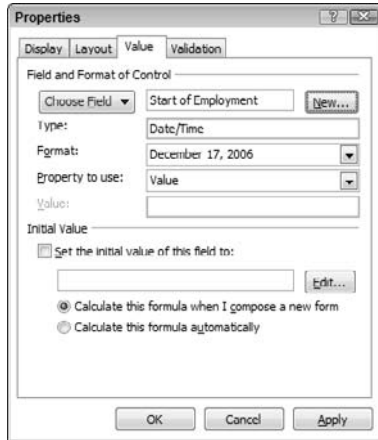 Properties
Display Layout Value Validation
Field and Format of Control
Choose Field Start of Employment New...
Type: Date/Time
Format: December 17, 2006
Property to use: Value
Value:
Initial Value
Set the initial value of this field to:
Edit...
Calculate this formula when I compose a new form
Calculate this formula automatically
OK Cancel Apply